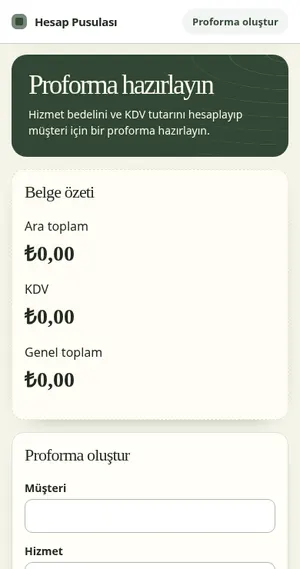 Hesap Pusulası
Proforma oluştur
Proforma hazırlayın
Hizmet bedelini ve KDV tutarını hesaplayıp
müşteri için bir proforma hazırlayın.
Belge özeti
Ara toplam
₺0,00
KDV
₺0,00
Genel toplam
₺0,00
Proforma oluştur
Müşteri
Hizmet